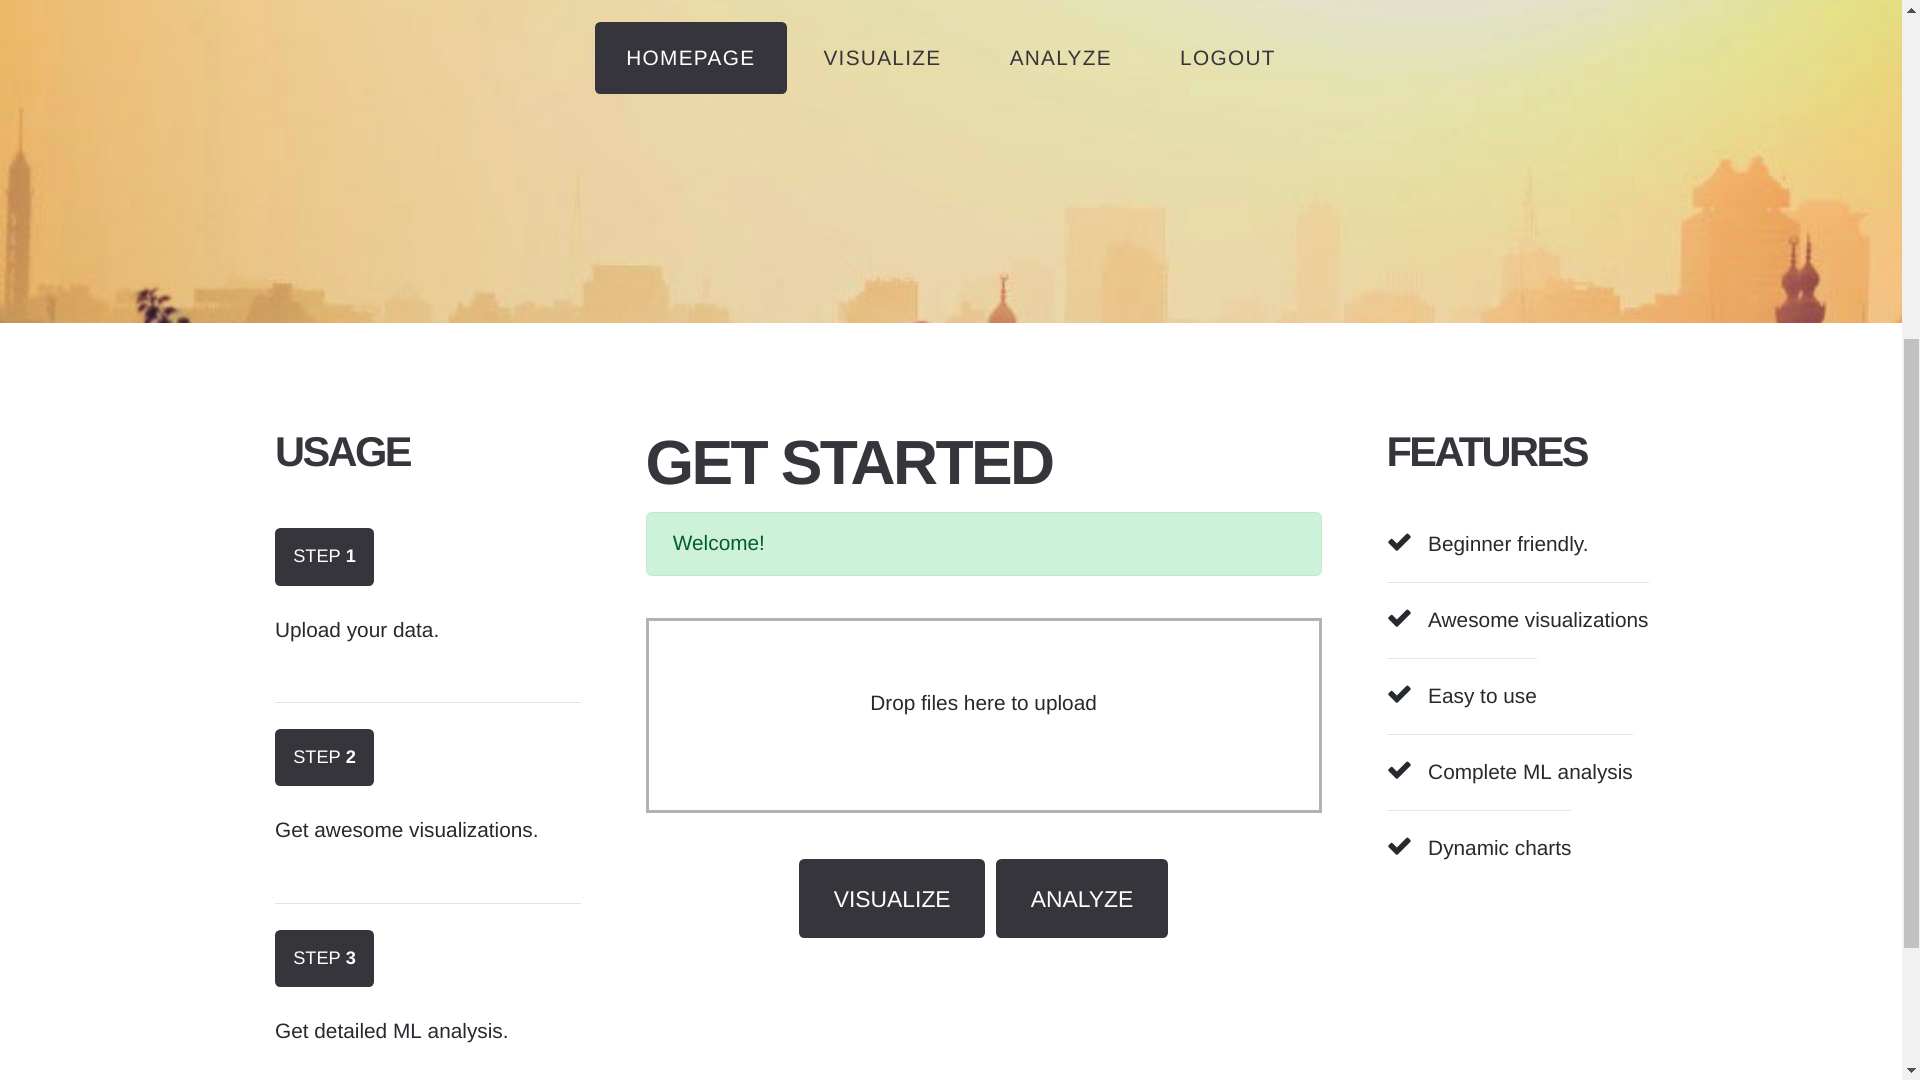 HOMEPAGE VISUALIZE ANALYZE LOGOUT
USAGE
STEP 1
Upload your data.
STEP 2
Get awesome visualizations.
STEP 3
Get detailed ML analysis.
GET STARTED
Welcome!
Drop files here to upload
VISUALIZE ANALYZE
FEATURES
Beginner friendly.
Awesome visualizations
Easy to use
Complete ML analysis
Dynamic charts